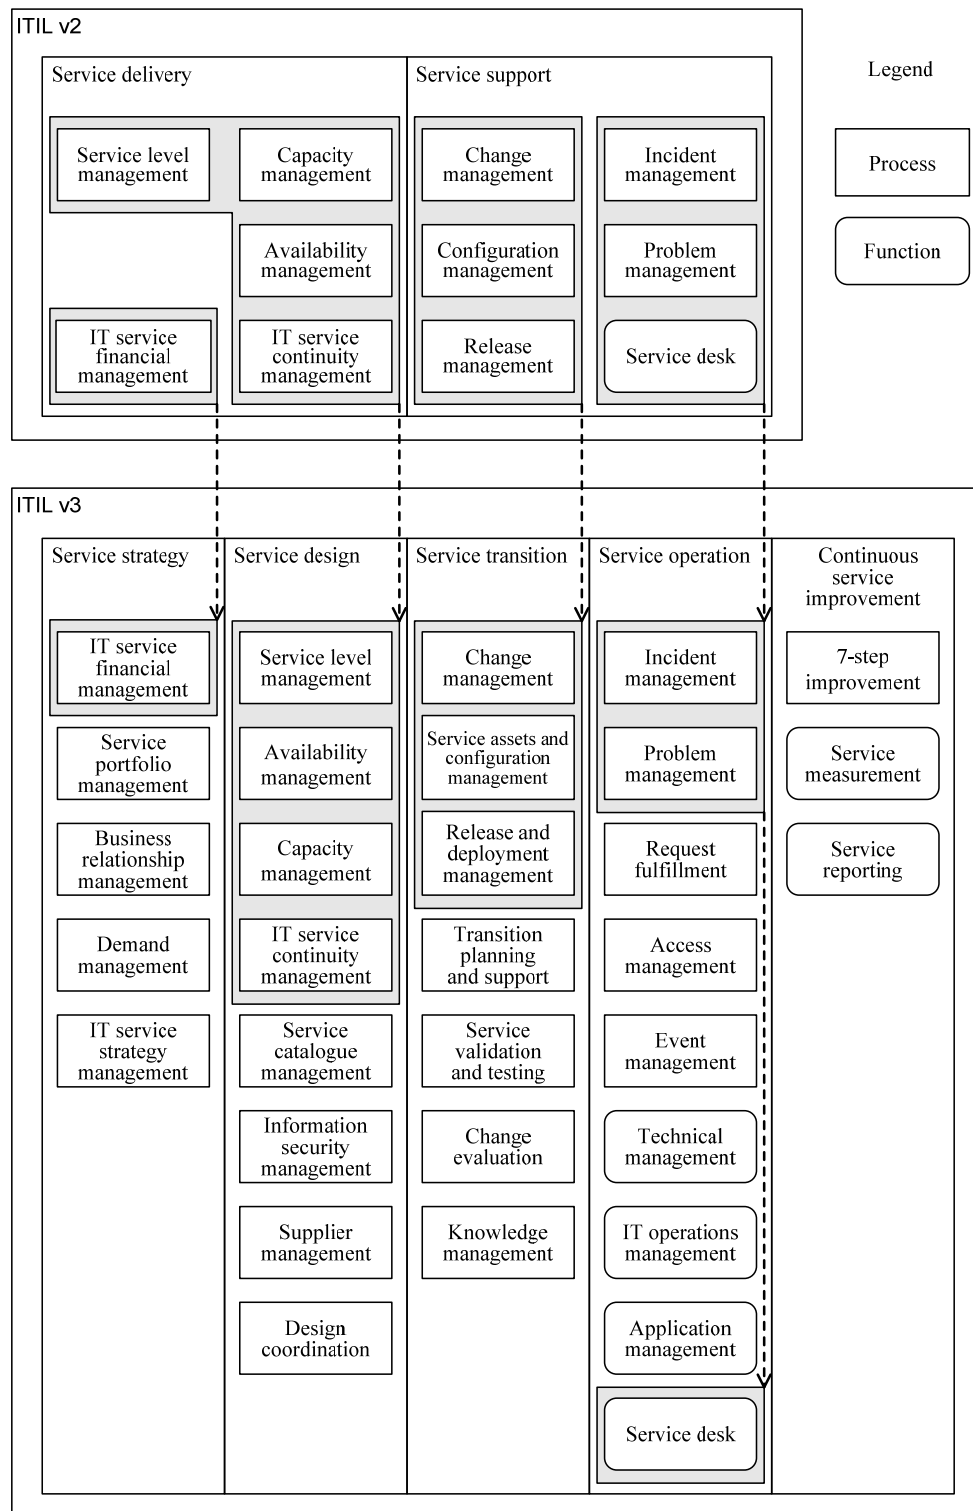 ITIL v2
Service delivery
Service support
Legend
Service level
management
Capacity
management
Change
management
Incident
management
Process
Availability
management
Configuration
management
Problem
management
Function
IT service
financial
management
IT service
continuity
management
Release
management
Service desk
ITIL v3
Service strategy
Service design
Service transition
Service operation
Continuous
service
improvement
IT service
financial
management
Service level
management
Change
management
Incident
management
7-step
improvement
Service
portfolio
management
Availability
management
Service assets and
configuration
management
Problem
management
Service
measurement
Business
relationship
management
Capacity
management
Release and
deployment
management
Request
fulfillment
Service
reporting
Demand
management
IT service
continuity
management
Transition
planning
and support
Access
management
IT service
strategy
management
Service
catalogue
management
Service
validation
and testing
Event
management
Information
security
management
Change
evaluation
Technical
management
Supplier
management
Knowledge
management
IT operations
management
Design
coordination
Application
management
Service desk